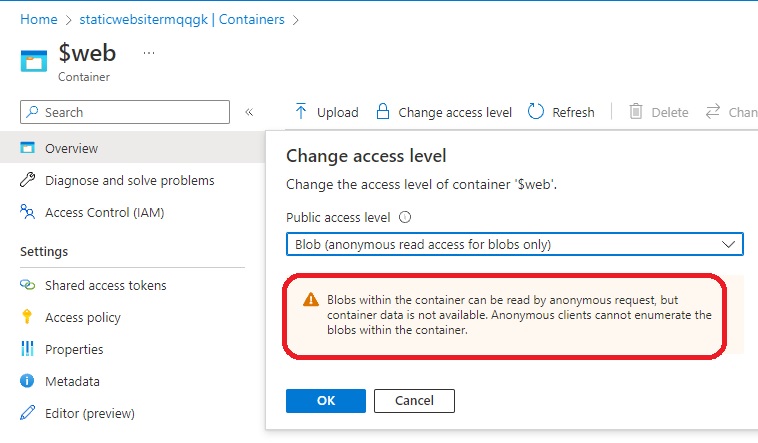 Home > staticwebsitermqqgk | Containers >
$web ...
Container
Search
«
Upload
Change access level
Refresh
Delete
Chan
Overview
Diagnose and solve problems
Access Control (IAM)
Settings
Shared access tokens
Access policy
Properties
Metadata
Editor (preview)
Change access level
Change the access level of container '$web'.
Public access level
Blob (anonymous read access for blobs only)
Blobs within the container can be read by anonymous request, but
container data is not available. Anonymous clients cannot enumerate the
blobs within the container.
OK
Cancel